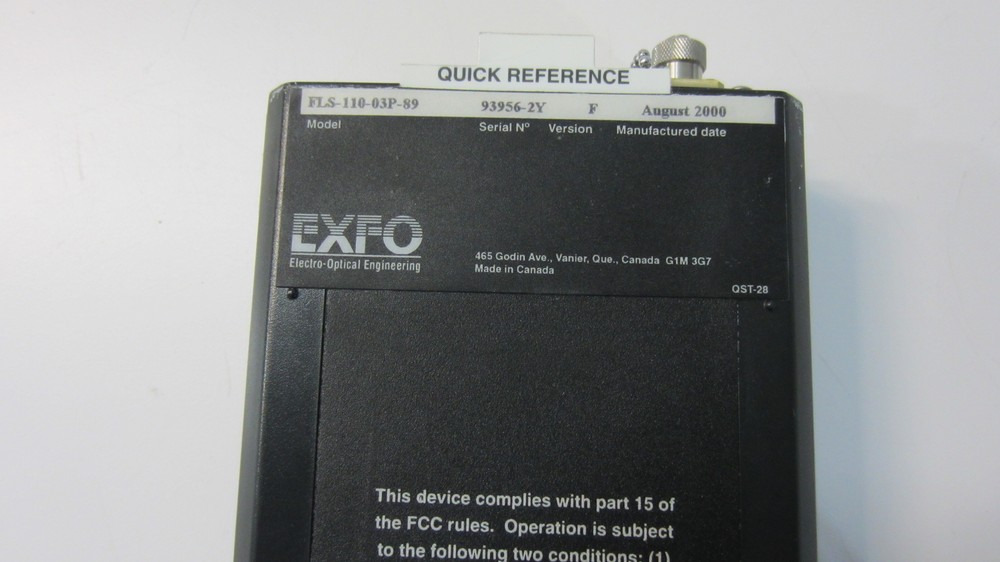 QUICK REFERENCE
FLS-110-03P-89 93956-2Y F August 2000
Model Serial Nº Version Manufactured date
EXFO
Electro-Optical Engineering
465 Godin Ave., Vanier, Que., Canada G1M 3G7
Made in Canada
QST-28
This device complies with part 15 of
the FCC rules. Operation is subject
to the following two conditions: (1)